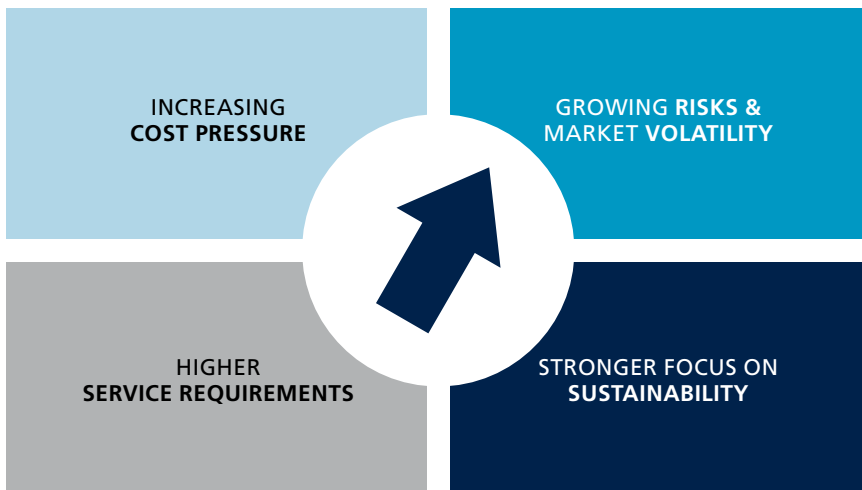 INCREASING
COST PRESSURE
GROWING RISKS &
MARKET VOLATILITY
HIGHER
SERVICE REQUIREMENTS
STRONGER FOCUS ON
SUSTAINABILITY